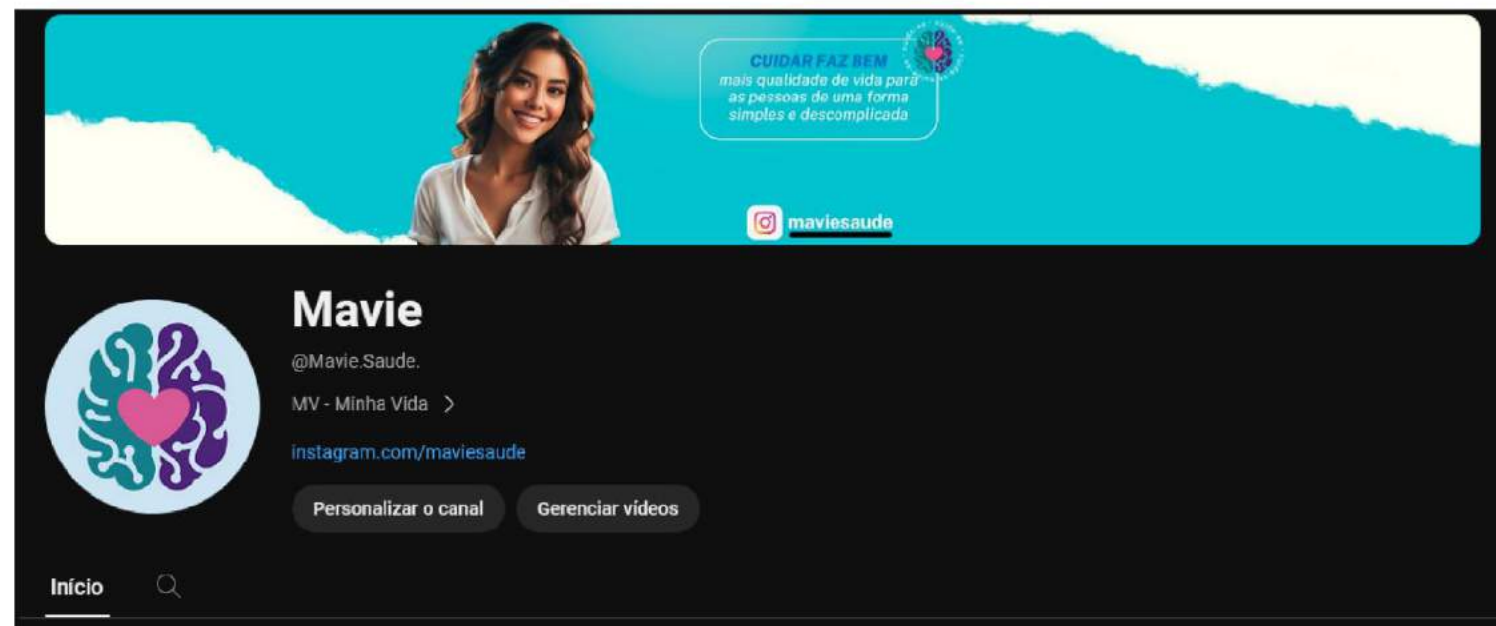 CUIDAR FAZ BEM
mais qualidade de vida para
as pessoas de uma forma
simples e descomplicada
maviesaude
Mavie
@Mavie.Saude.
MV - Minha Vida
instagram.com/maviesaude
Personalizar o canal
Gerenciar vídeos
Início